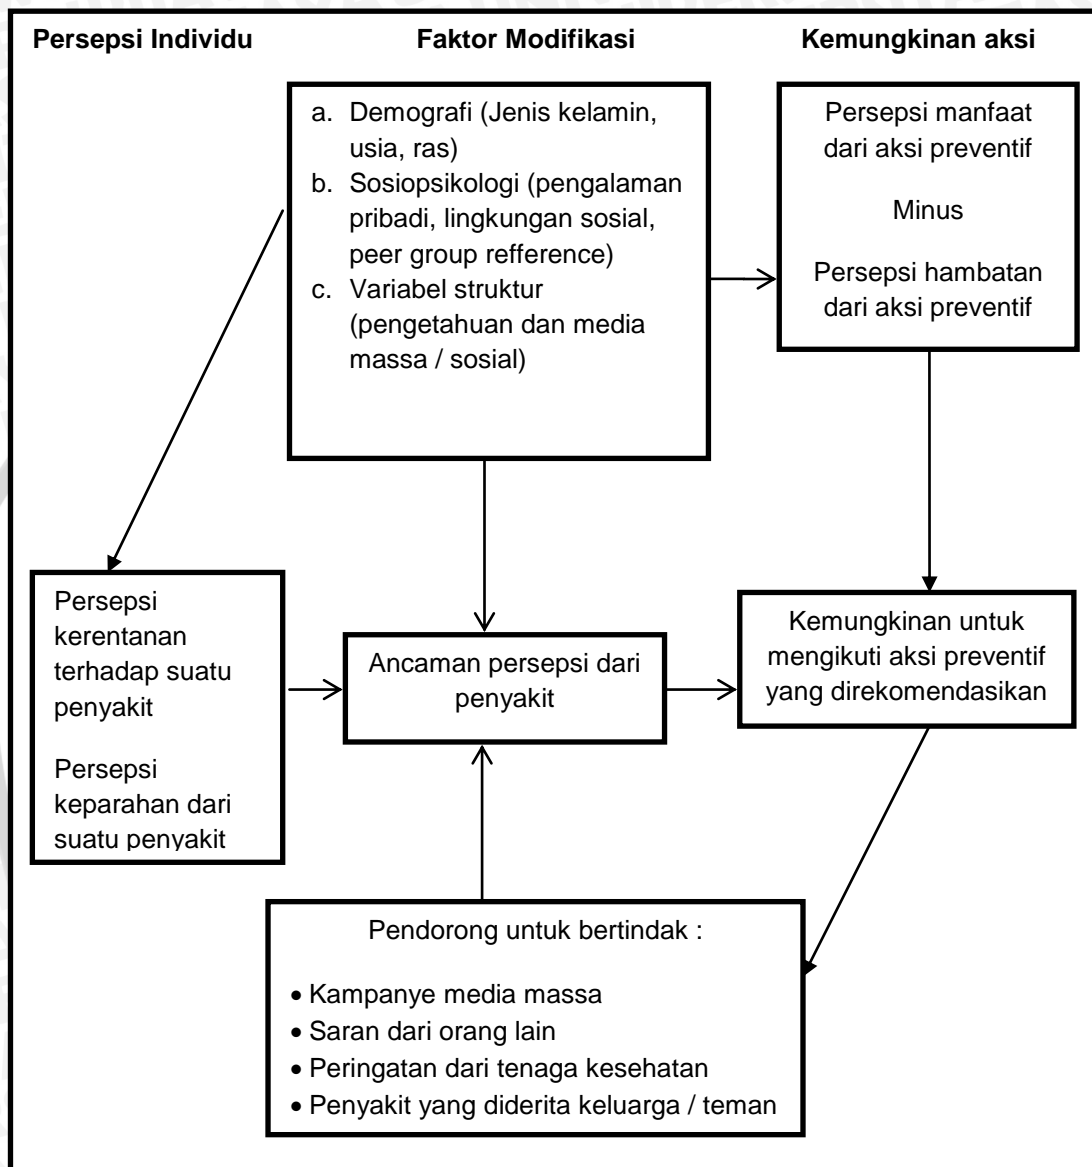 Persepsi Individu
Faktor Modifikasi
Kemungkinan aksi
a. Demografi (Jenis kelamin,
usia, ras)
b. Sosiopsikologi (pengalaman
pribadi, lingkungan sosial,
peer group refference)
c. Variabel struktur
(pengetahuan dan media
massa / sosial)
Persepsi manfaat
dari aksi preventif
Minus
Persepsi hambatan
dari aksi preventif
Persepsi
kerentanan
terhadap suatu
penyakit
Persepsi
keparahan dari
suatu penyakit
Ancaman persepsi dari
penyakit
Kemungkinan untuk
mengikuti aksi preventif
yang direkomendasikan
Pendorong untuk bertindak :
• Kampanye media massa
• Saran dari orang lain
• Peringatan dari tenaga kesehatan
• Penyakit yang diderita keluarga / teman